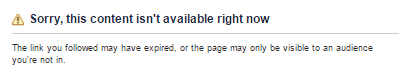 Sorry, this content isn't available right now
The link you followed may have expired, or the page may only be visible to an audience
you're not in.